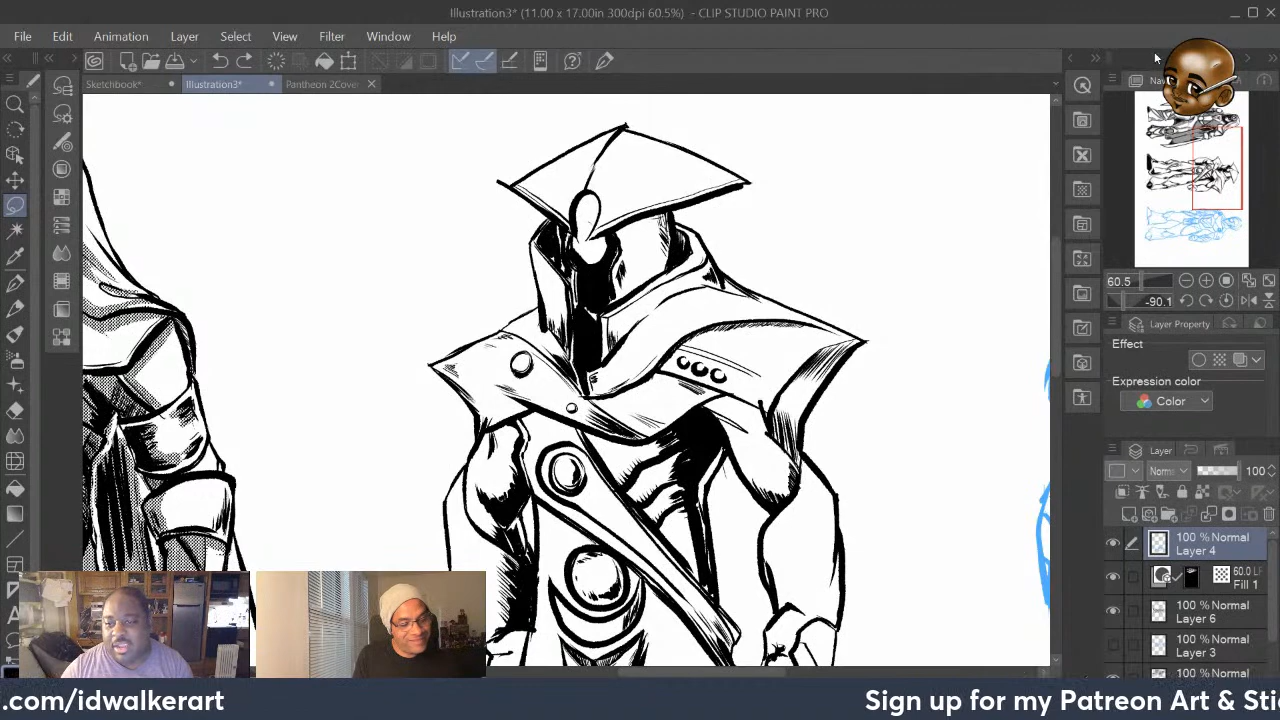 Illustration3* (11.00 x 17.00in 300dpi 60.5%) - CLIP STUDIO PAINT PRO
File Edit Animation Layer Select View Filter Window Help
Sketchbook* Illustration3* Pantheon 2Cover
60.5
-90.1
Layer Property
Effect
Expression color
Color
Layer
Norm 100
100 % Normal
Layer 4
Fill 1
100 % Normal
Layer 6
100 % Normal
Layer 3
100 % Normal
.com/idwalkerart Sign up for my Patreon Art & Sti